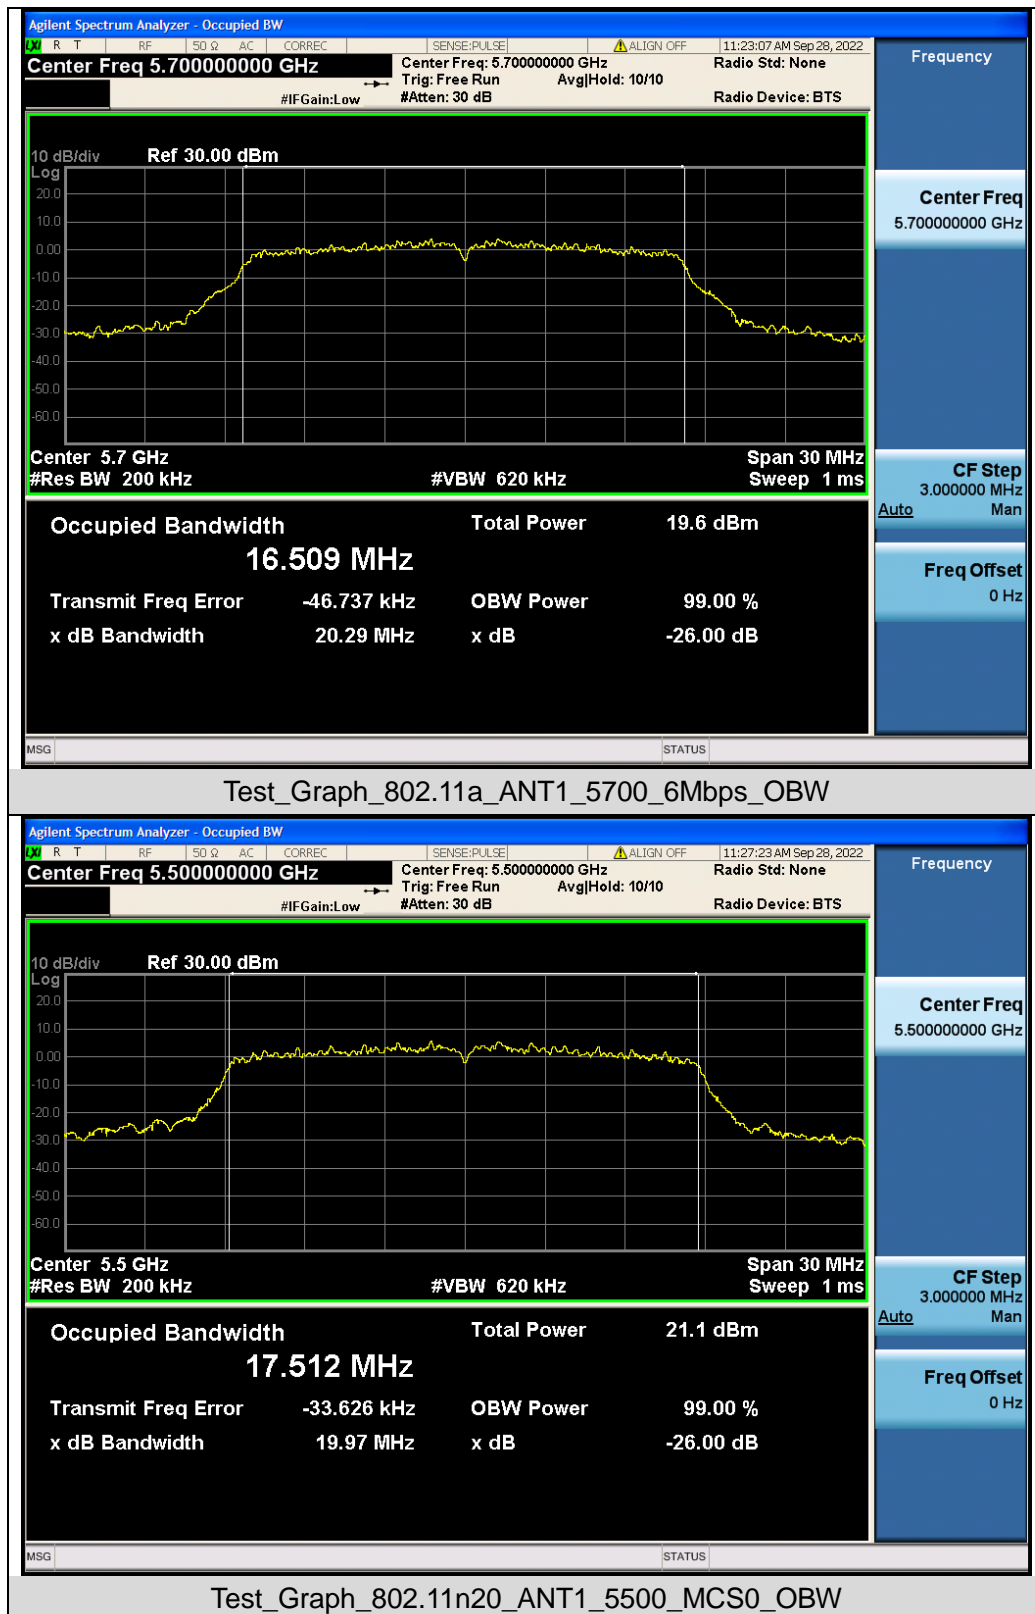 Agilent Spectrum Analyzer - Occupied BW
LXI R T RF 50 Ω AC CORREC SENSE:PULSE ALIGN OFF 11:23:07 AM Sep 28, 2022
Center Freq 5.700000000 GHz
Center Freq: 5.700000000 GHz
Radio Std: None
Trig: Free Run Avg|Hold: 10/10
#IFGain:Low
#Atten: 30 dB
Radio Device: BTS
Frequency
10 dB/div Ref 30.00 dBm
Log
20.0
10.0
0.00
-10.0
-20.0
-30.0
-40.0
-50.0
-60.0
Center Freq
5.700000000 GHz
Center 5.7 GHz Span 30 MHz
#Res BW 200 kHz #VBW 620 kHz Sweep 1 ms
CF Step
3.000000 MHz
Auto Man
Freq Offset
0 Hz
Occupied Bandwidth Total Power 19.6 dBm
16.509 MHz
Transmit Freq Error -46.737 kHz OBW Power 99.00 %
x dB Bandwidth 20.29 MHz x dB -26.00 dB
MSG STATUS
Test_Graph_802.11a_ANT1_5700_6Mbps_OBW
Agilent Spectrum Analyzer - Occupied BW
LXI R T RF 50 Ω AC CORREC SENSE:PULSE ALIGN OFF 11:27:23 AM Sep 28, 2022
Center Freq 5.500000000 GHz
Center Freq: 5.500000000 GHz
Radio Std: None
Trig: Free Run Avg|Hold: 10/10
#IFGain:Low
#Atten: 30 dB
Radio Device: BTS
Frequency
10 dB/div Ref 30.00 dBm
Log
20.0
10.0
0.00
-10.0
-20.0
-30.0
-40.0
-50.0
-60.0
Center Freq
5.500000000 GHz
Center 5.5 GHz Span 30 MHz
#Res BW 200 kHz #VBW 620 kHz Sweep 1 ms
CF Step
3.000000 MHz
Auto Man
Freq Offset
0 Hz
Occupied Bandwidth Total Power 21.1 dBm
17.512 MHz
Transmit Freq Error -33.626 kHz OBW Power 99.00 %
x dB Bandwidth 19.97 MHz x dB -26.00 dB
MSG STATUS
Test_Graph_802.11n20_ANT1_5500_MCS0_OBW